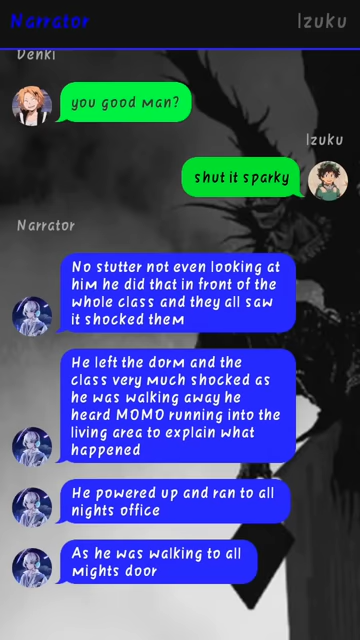 Narrator
Izuku
Denki
you good man?
Izuku
shut it sparky
Narrator
No stutter not even looking at
him he did that in front of the
whole class and they all saw
it shocked them
He left the dorm and the
class very much shocked as
he was walking away he
heard MOMO running into the
living area to explain what
happened
He powered up and ran to all
nights office
As he was walking to all
mights door